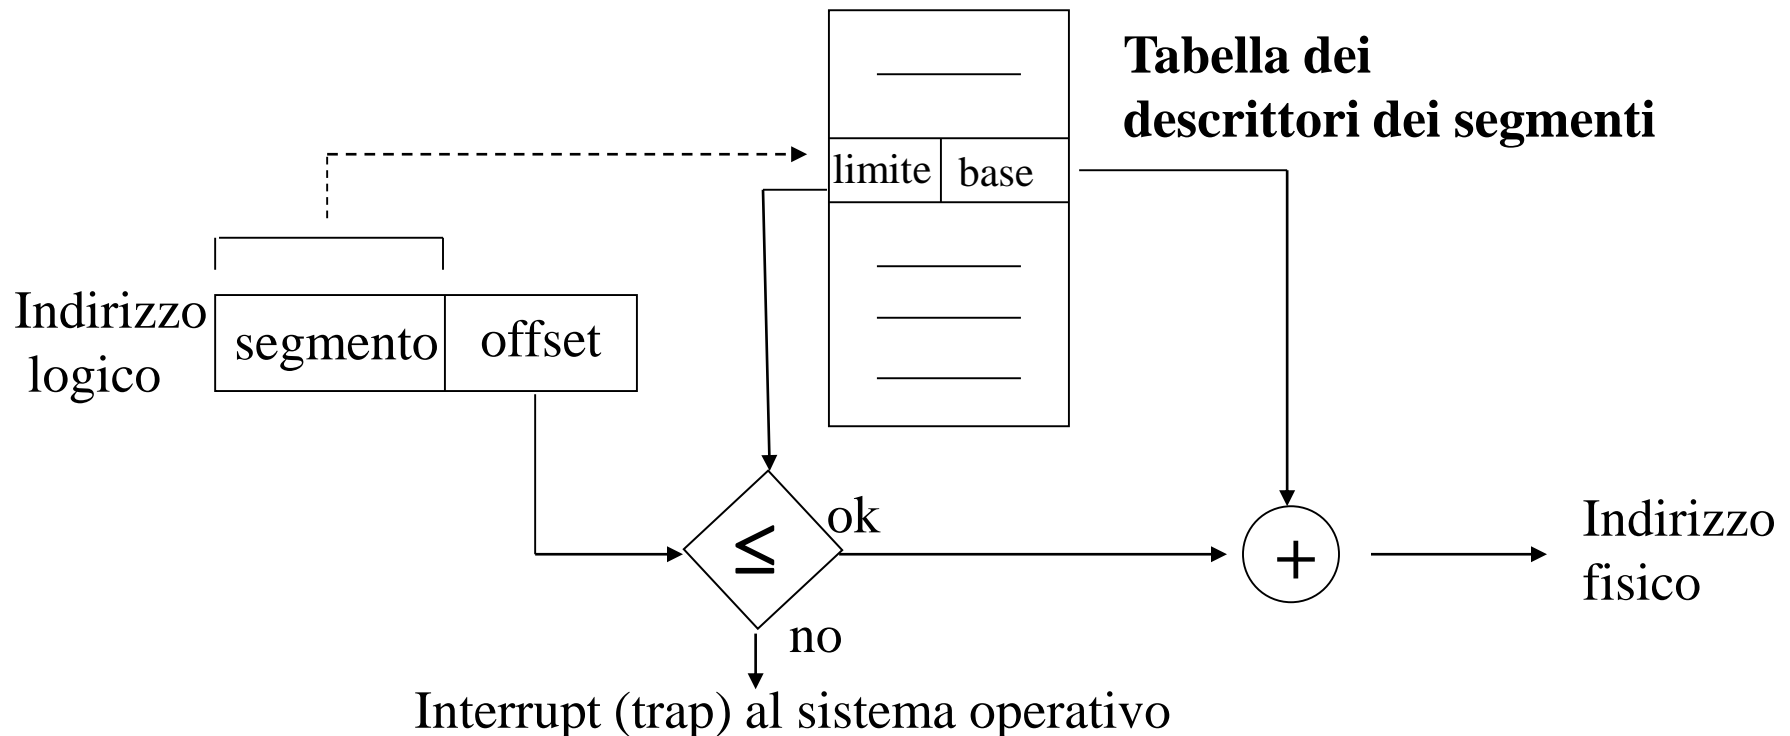 Tabella dei
descrittori dei segmenti
limite base
Indirizzo
logico
segmento offset
ok
≤
+
Indirizzo
fisico
no
Interrupt (trap) al sistema operativo